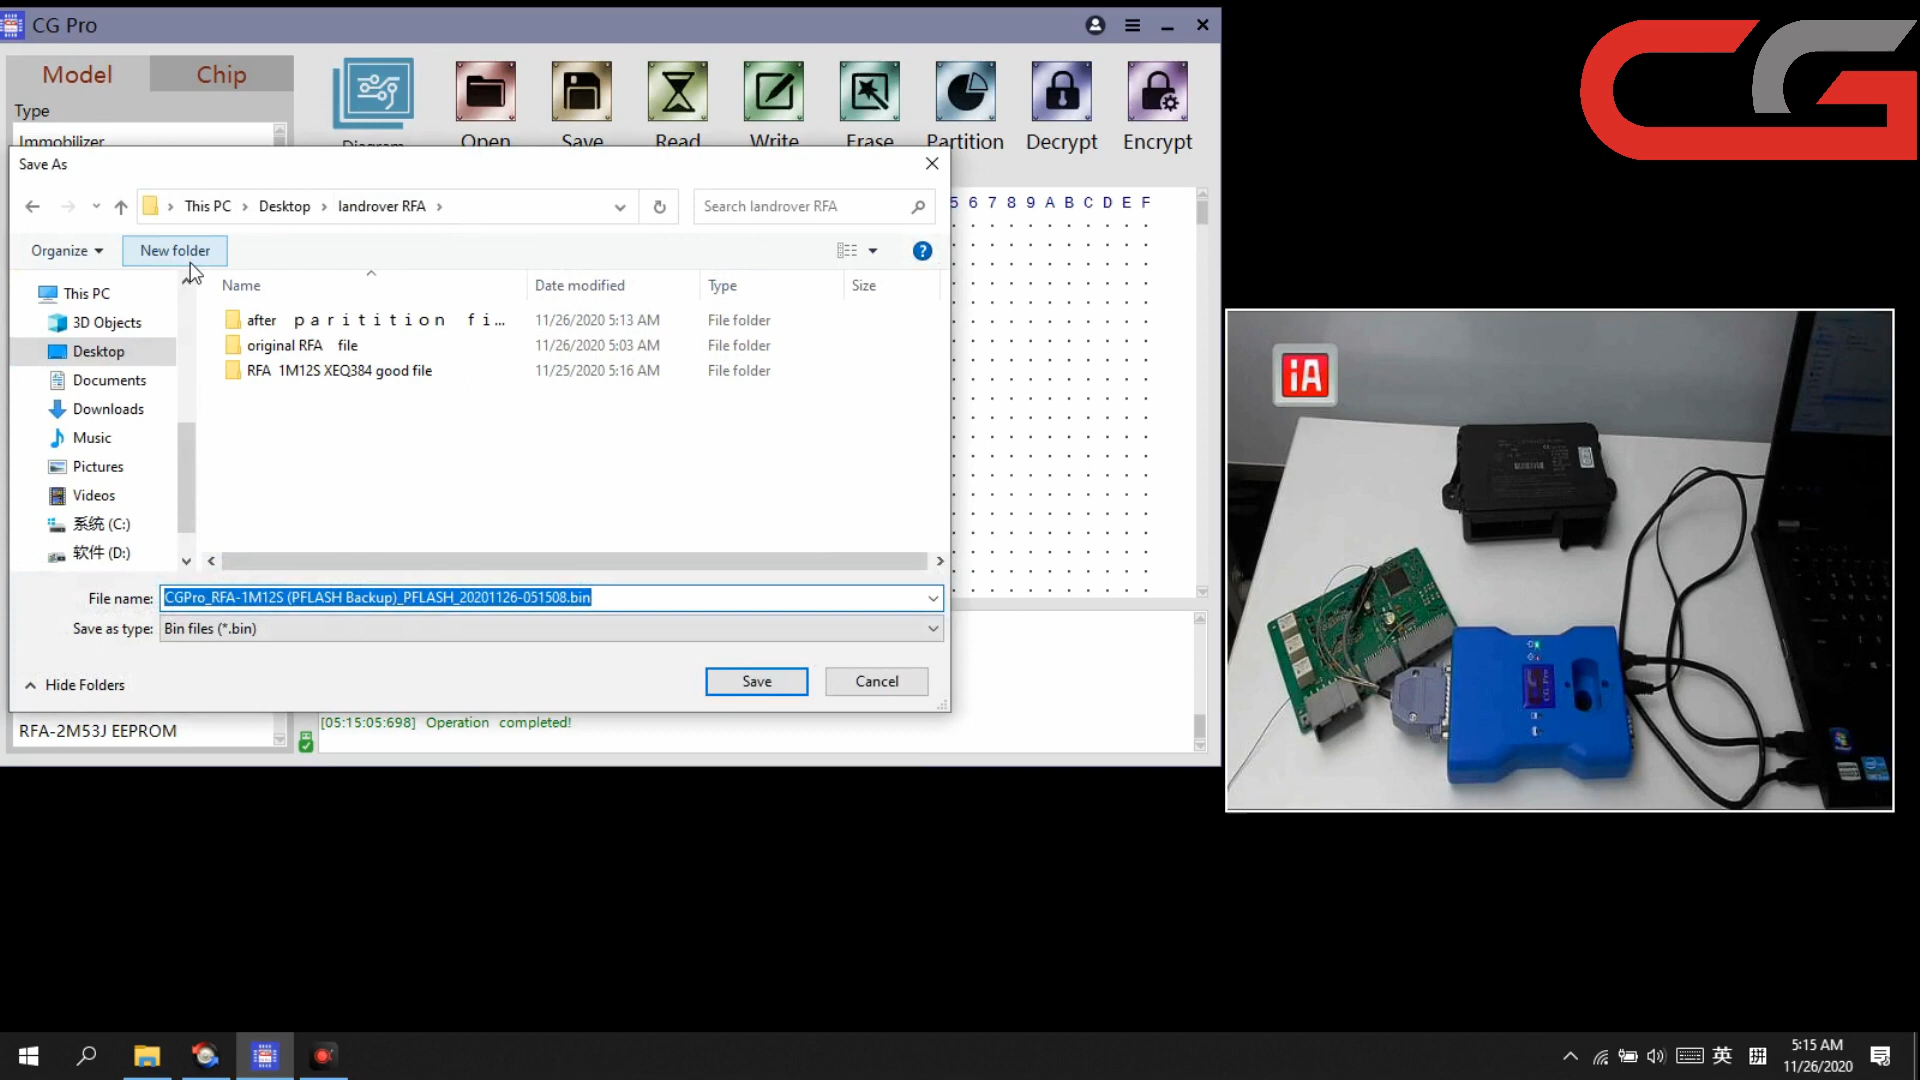 CG Pro
Model
Chip
Type
Immobilizer
Diagram
Open
Save
Read
Write
Erase
Partition
Decrypt
Encrypt
Save As
This PC
Desktop
landrover RFA
Search landrover RFA
Organize
New folder
Name
Date modified
Type
Size
after paritition fi...
11/26/2020 5:13 AM
File folder
original RFA file
11/26/2020 5:03 AM
File folder
RFA 1M12S XEQ384 good file
11/25/2020 5:16 AM
File folder
This PC
3D Objects
Desktop
Documents
Downloads
Music
Pictures
Videos
系统 (C:)
软件 (D:)
5 6 7 8 9 A B C D E F
File name:
CGPro_RFA-1M12S (PFLASH Backup)_PFLASH_20201126-051508.bin
Save as type:
Bin files (*.bin)
Hide Folders
Save
Cancel
RFA-2M53J EEPROM
[05:15:05:698] Operation completed!
CG
iA
CG Pro
英
拼
5:15 AM
11/26/2020